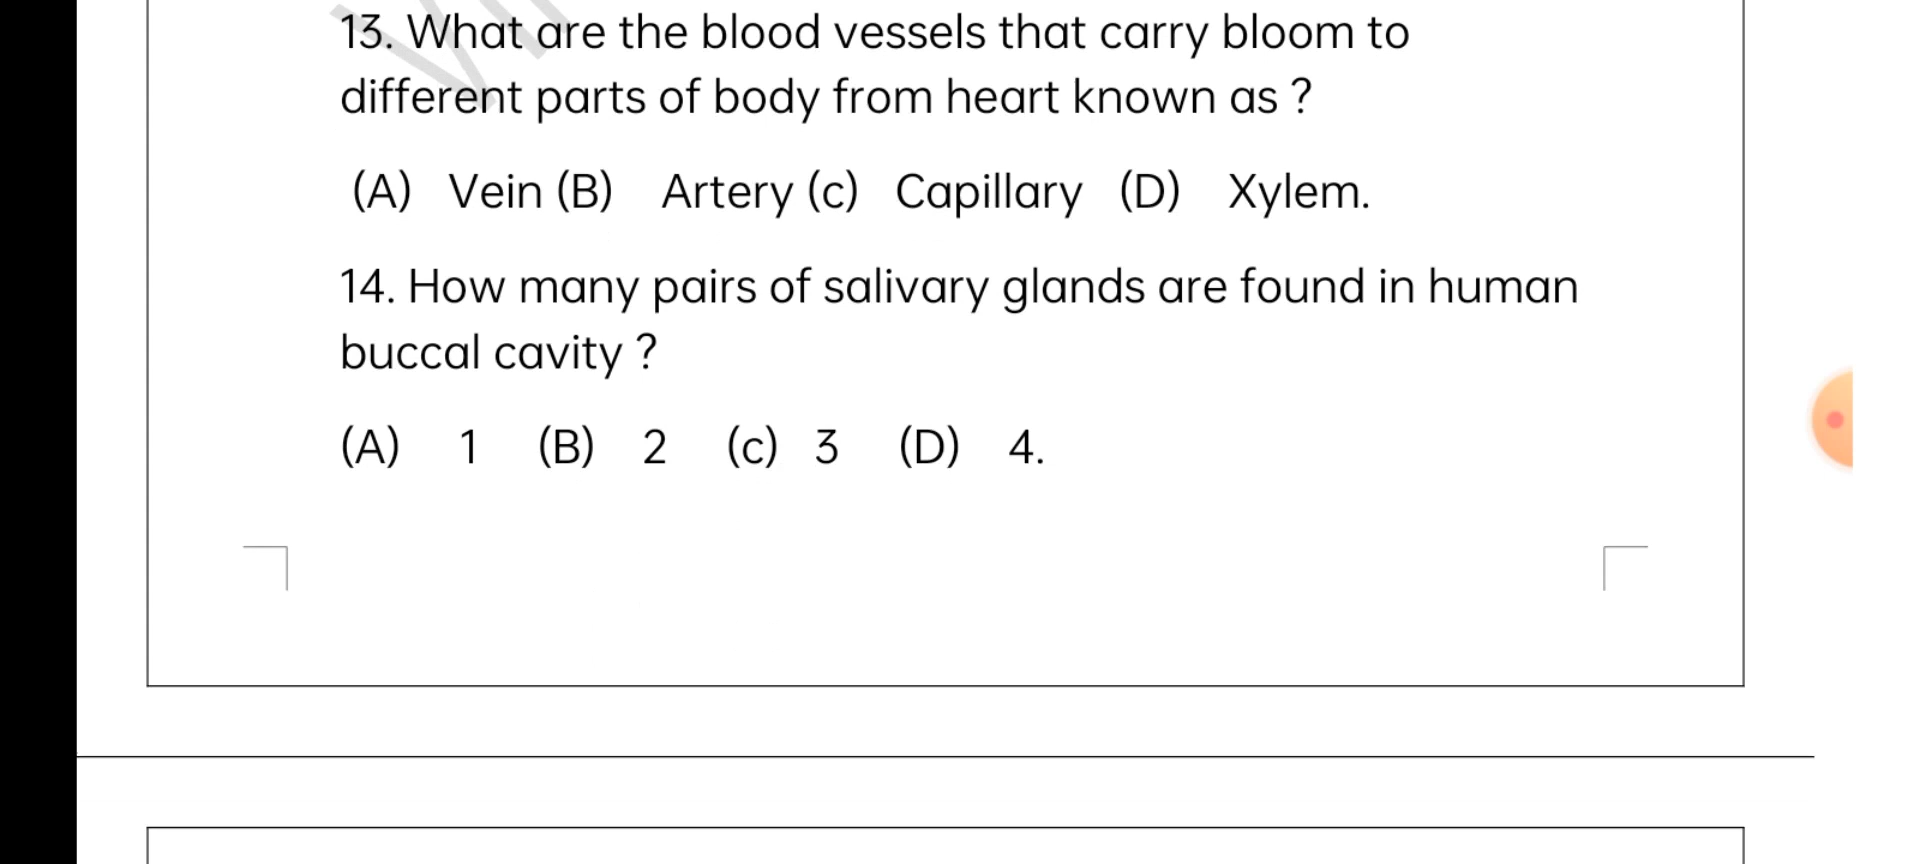 13. What are the blood vessels that carry bloom to
different parts of body from heart known as ?
(A) Vein (B) Artery (c) Capillary (D) Xylem.
14. How many pairs of salivary glands are found in human
buccal cavity ?
(A) 1 (B) 2 (c) 3 (D) 4.